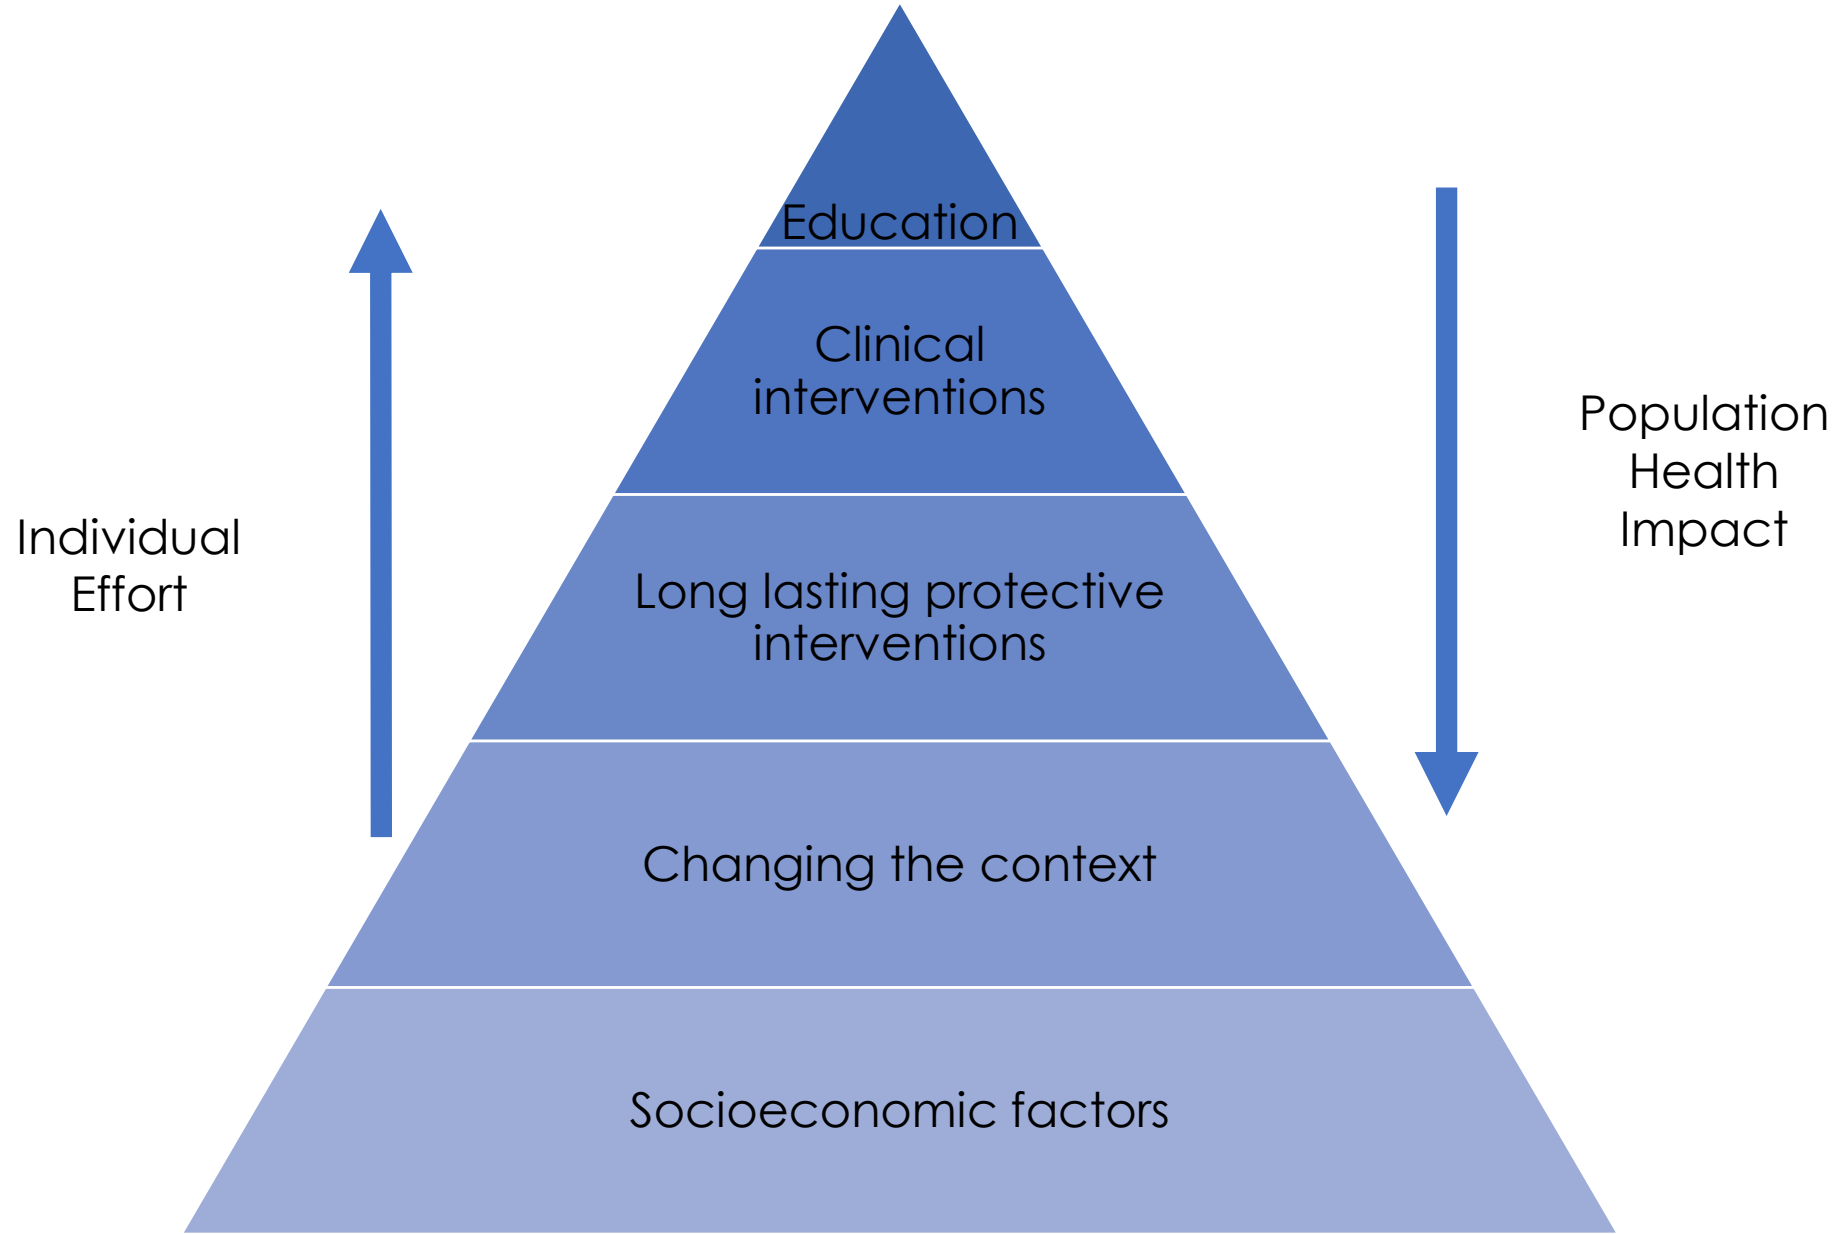 Education
Clinical
interventions
Long lasting protective
interventions
Changing the context
Socioeconomic factors
Individual
Effort
Population
Health
Impact